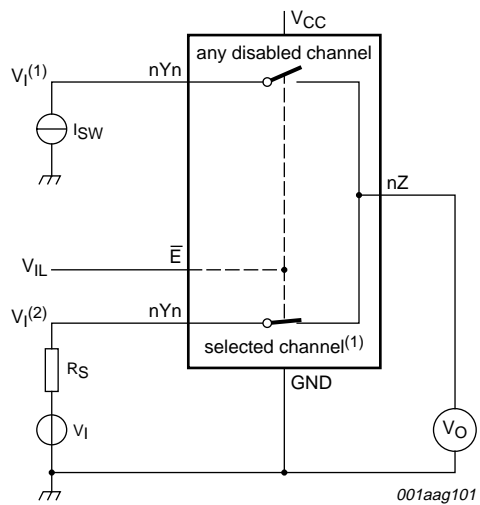 VCC
any disabled channel
VI(1)
nYn
ISW
nZ
E̅
VIL
VI(2)
nYn
selected channel(1)
RS
GND
VI
VO
001aag101